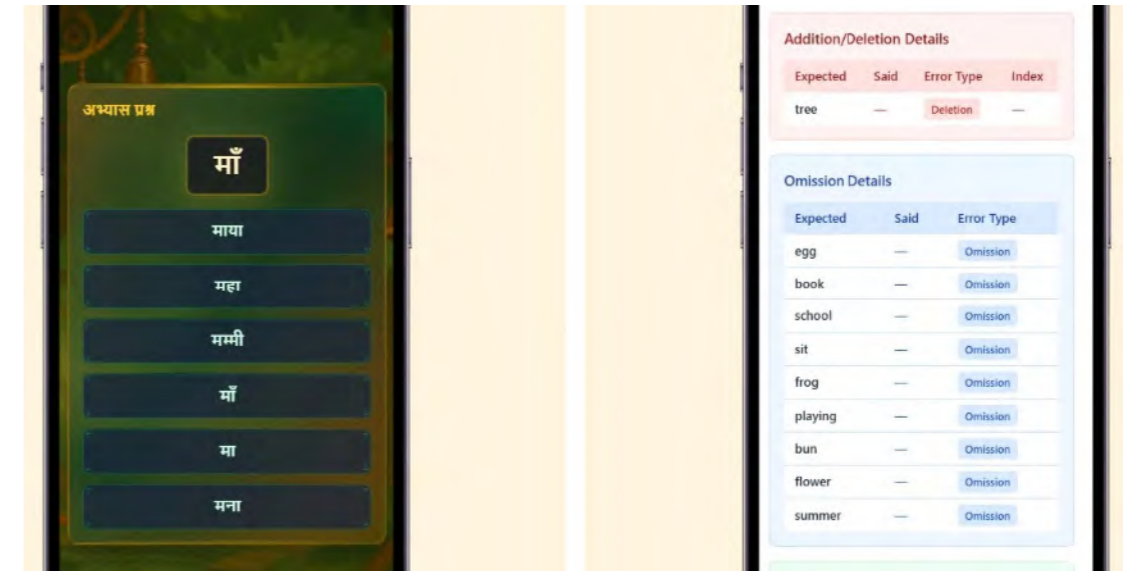 अभ्यास प्रश्न
माँ
माया
महा
मम्मी
माँ
मा
मना
Addition/Deletion Details
Expected Said Error Type Index
tree — Deletion —
Omission Details
Expected Said Error Type
egg — Omission
book — Omission
school — Omission
sit — Omission
frog — Omission
playing — Omission
bun — Omission
flower — Omission
summer — Omission